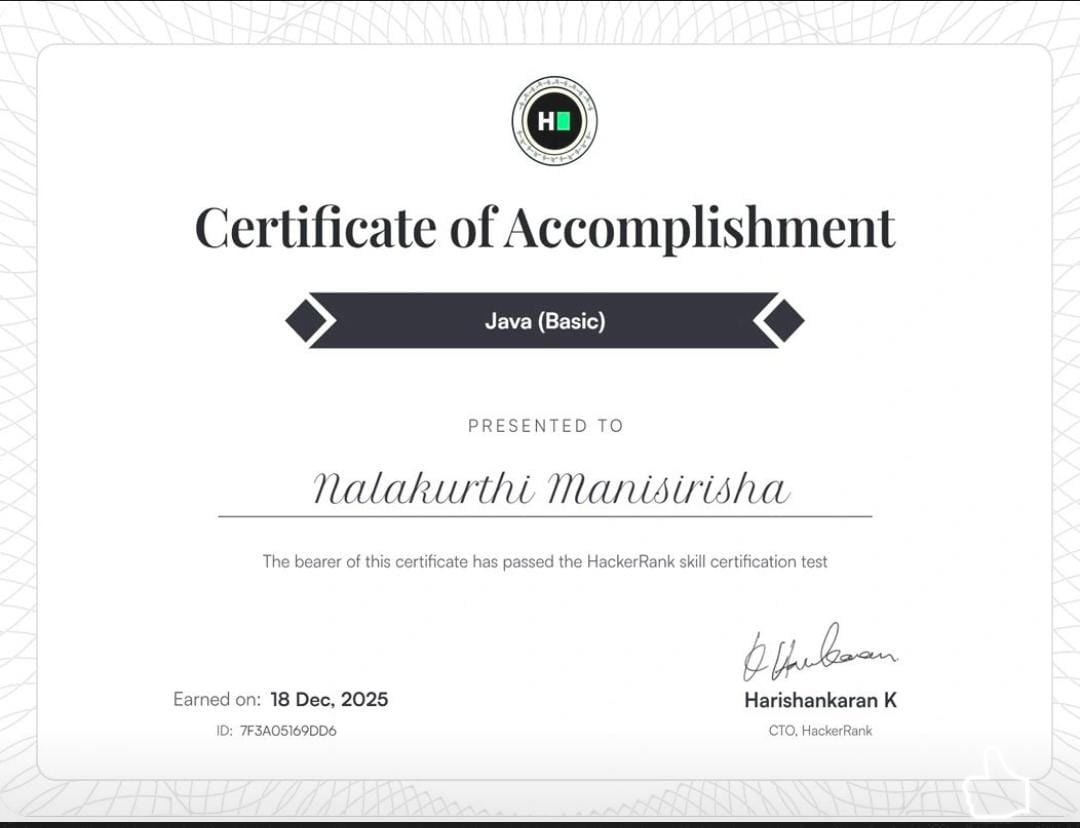 H
Certificate of Accomplishment
Java (Basic)
PRESENTED TO
Nalakurthi Manisirisha
The bearer of this certificate has passed the HackerRank skill certification test
Earned on: 18 Dec, 2025
ID: 7F3A05169DD6
K Harikaran
Harishankaran K
CTO, HackerRank